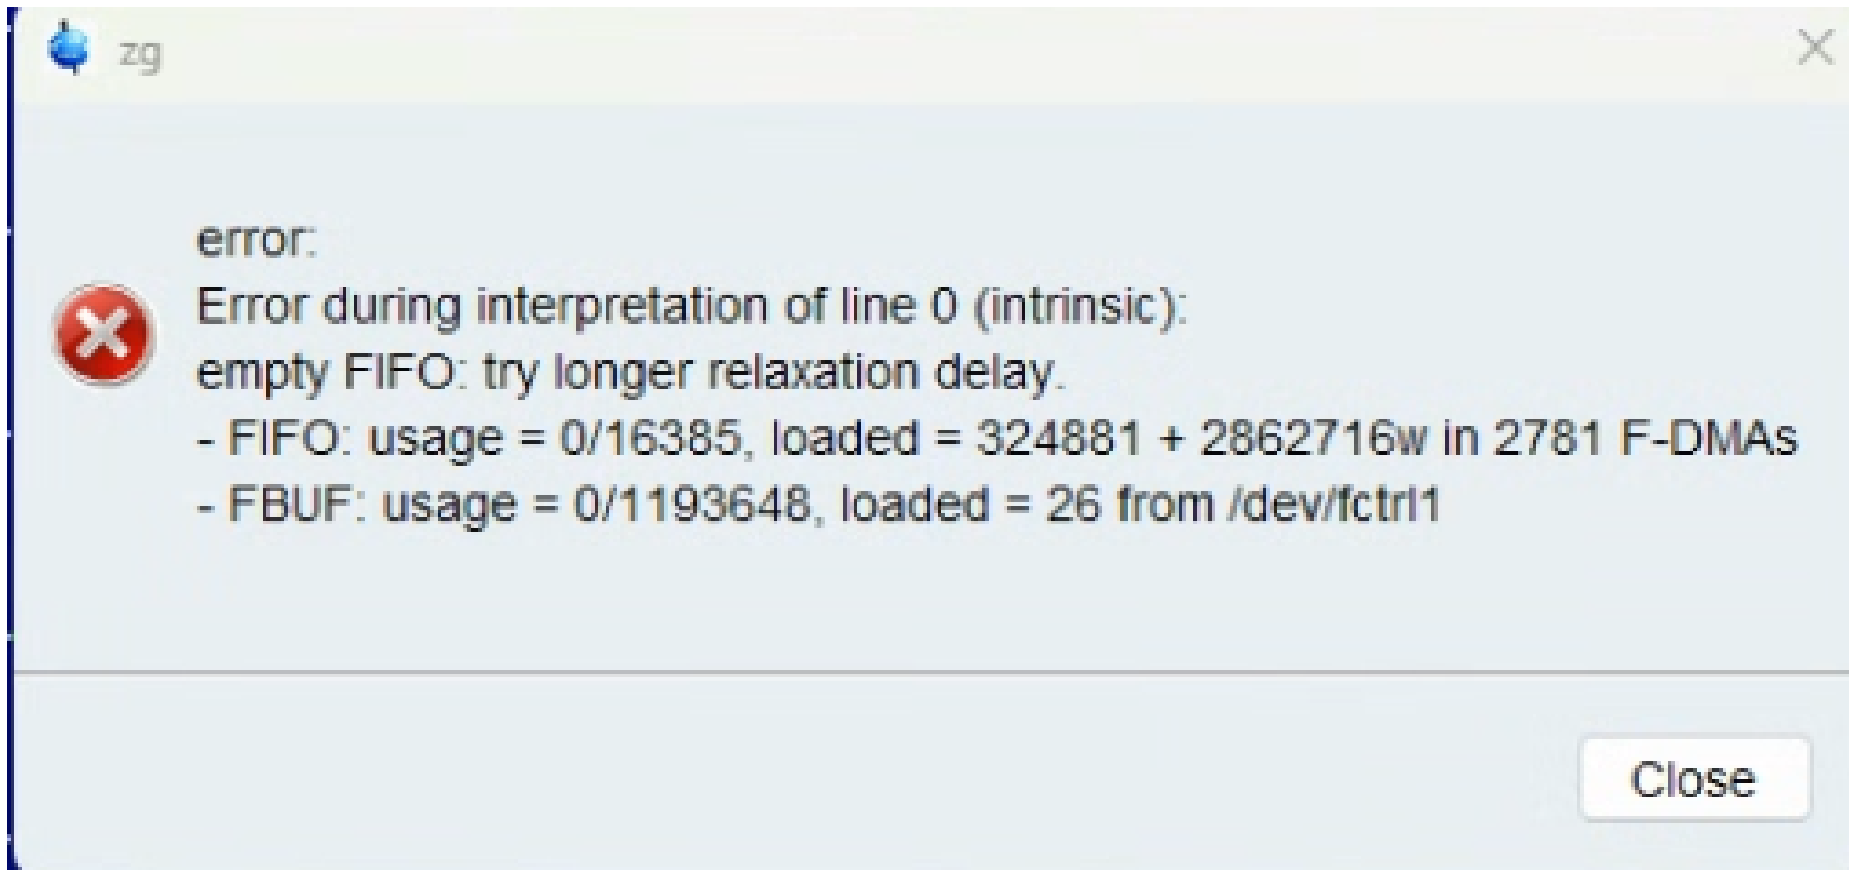 zg
error:
Error during interpretation of line 0 (intrinsic):
empty FIFO: try longer relaxation delay.
- FIFO: usage = 0/16385, loaded = 324881 + 2862716w in 2781 F-DMAs
- FBUF: usage = 0/1193648, loaded = 26 from /dev/fctrl1
Close